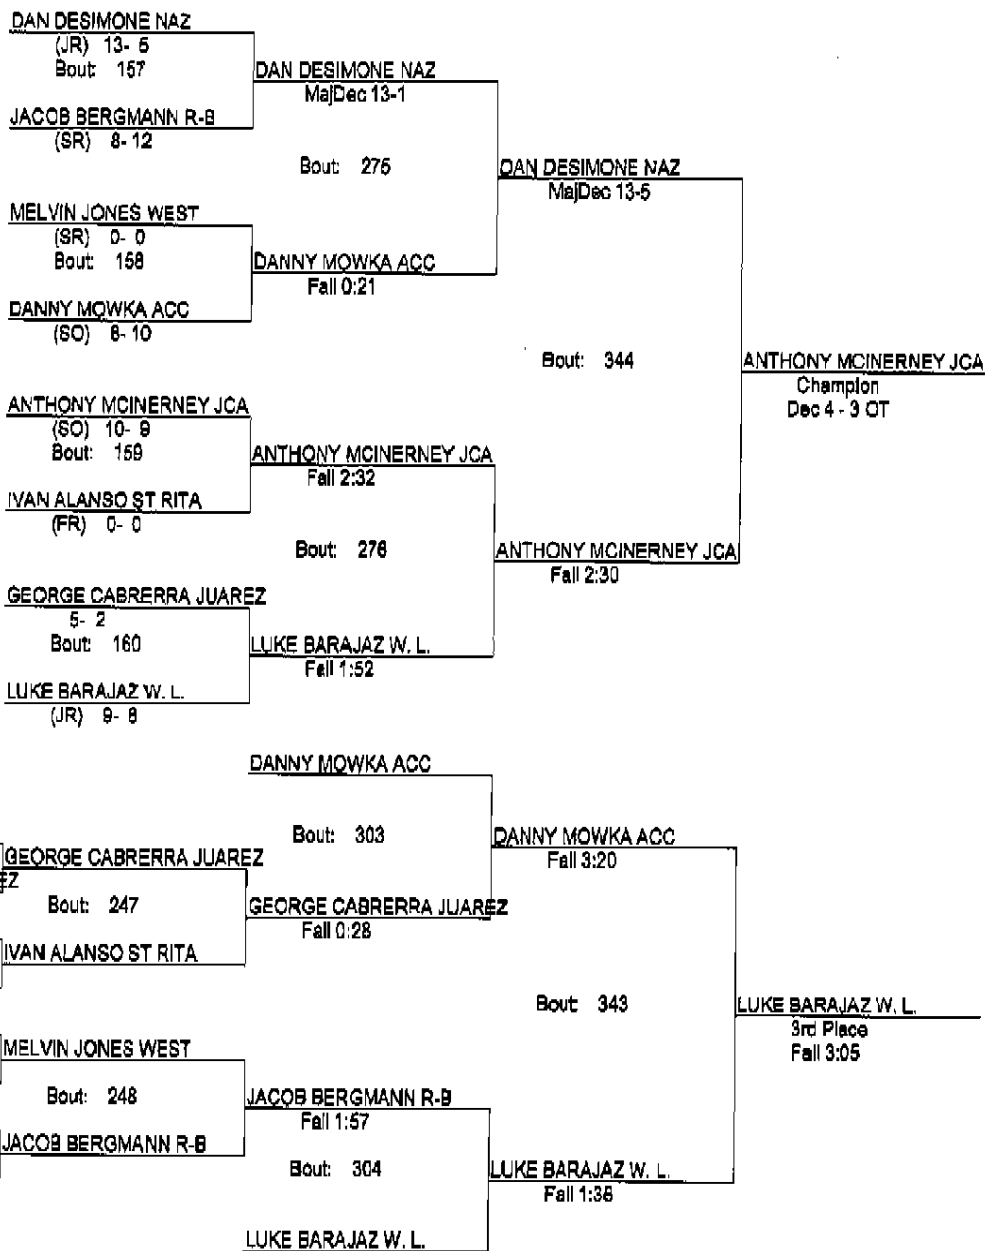 DAN DESIMONE NAZ
(JR) 13- 5
Bout: 157
DAN DESIMONE NAZ
MajDec 13-1
JACOB BERGMANN R-B
(SR) 8- 12
Bout: 275
DAN DESIMONE NAZ
MajDec 13-5
MELVIN JONES WEST
(SR) 0- 0
Bout: 158
DANNY MOWKA ACC
Fall 0:21
DANNY MOWKA ACC
(SO) 8- 10
Bout: 344
ANTHONY MCINERNEY JCA
Champion
Dec 4 - 3 OT
ANTHONY MCINERNEY JCA
(SO) 10- 9
Bout: 159
ANTHONY MCINERNEY JCA
Fall 2:32
IVAN ALANSO ST RITA
(FR) 0- 0
Bout: 276
ANTHONY MCINERNEY JCA
Fall 2:30
GEORGE CABRERRA JUAREZ
5- 2
Bout: 160
LUKE BARAJAZ W. L.
Fall 1:52
LUKE BARAJAZ W. L.
(JR) 9- 8
DANNY MOWKA ACC
Bout: 303
DANNY MOWKA ACC
Fall 3:20
GEORGE CABRERRA JUAREZ
EZ
Bout: 247
GEORGE CABRERRA JUAREZ
Fall 0:28
IVAN ALANSO ST RITA
Bout: 343
LUKE BARAJAZ W. L.
3rd Place
Fall 3:05
MELVIN JONES WEST
Bout: 248
JACOB BERGMANN R-B
Fall 1:57
JACOB BERGMANN R-B
Bout: 304
LUKE BARAJAZ W. L.
Fall 1:38
LUKE BARAJAZ W. L.